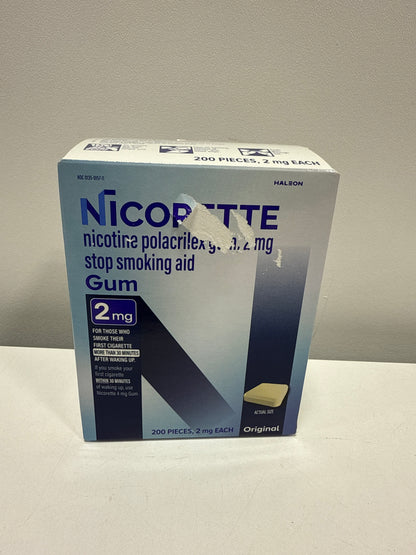 200 PIECES, 2 mg EACH
HALEON
NICORETTE
nicotine polacrilex gum, 2 mg
stop smoking aid
Gum
2 mg
FOR THOSE WHO
SMOKE THEIR
FIRST CIGARETTE
MORE THAN 30 MINUTES
AFTER WAKING UP.
If you smoke your
first cigarette
WITHIN 30 MINUTES
of waking up, use
Nicorette 4 mg Gum
ACTUAL SIZE
200 PIECES, 2 mg EACH
Original